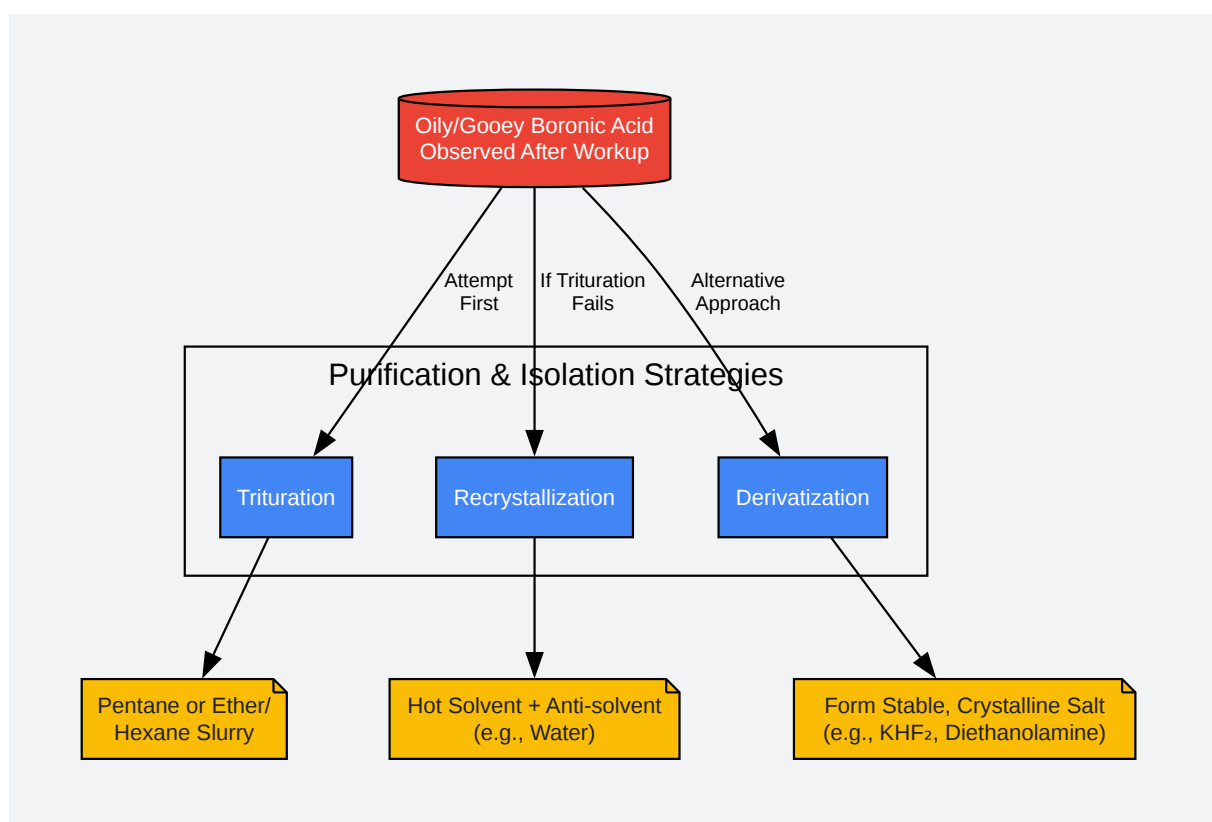 Oily/Gooey Boronic Acid
Observed After Workup
Attempt
First
If Trituration
Fails
Alternative
Approach
Purification & Isolation Strategies
Trituration
Recrystallization
Derivatization
Pentane or Ether/
Hexane Slurry
Hot Solvent + Anti-solvent
(e.g., Water)
Form Stable, Crystalline Salt
(e.g., KHF₂, Diethanolamine)